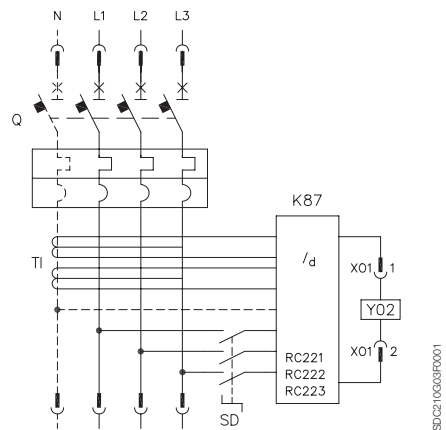 N L1 L2 L3
Q
K87
TI
/d
X01 1
Y02
X01 2
RC221
RC222
RC223
SD
SDC210G03F0001